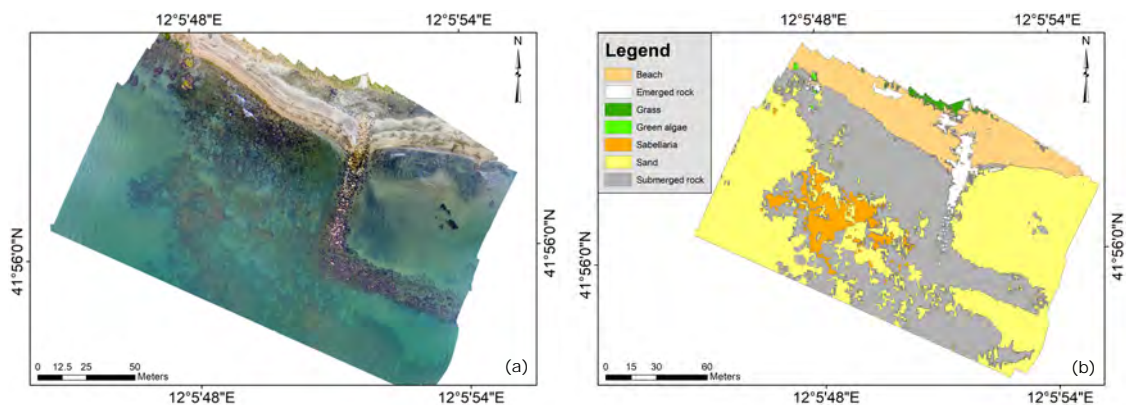 12°5'48"E
12°5'54"E
N
41°56'0"N
41°56'0"N
0 12.5 25 50
Meters
(a)
12°5'48"E
12°5'54"E
12°5'48"E
12°5'54"E
N
Legend
Beach
Emerged rock
Grass
Green algae
Sabellaria
Sand
Submerged rock
41°56'0"N
41°56'0"N
0 15 30 60
Meters
(b)
12°5'48"E
12°5'54"E